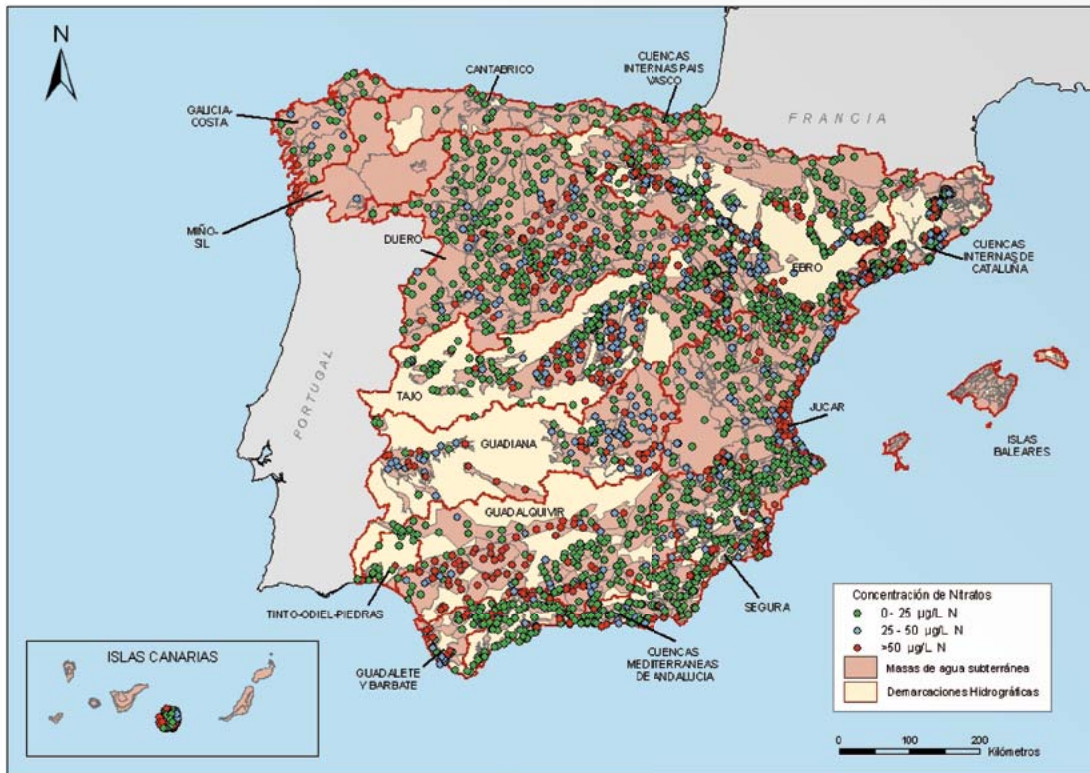 N
CANTABRICO
CUENCAS
INTERNAS PAIS
VASCO
GALICIA-
COSTA
FRANCIA
MIÑO-
SIL
DUERO
EBRO
CUENCAS
INTERNAS DE
CATALUÑA
PORTUGAL
TAJO
JUCAR
ISLAS
BALEARES
GUADIANA
GUADALQUIVIR
TINTO-ODIEL-PIEDRAS
SEGURA
GUADALETE
Y BARBATE
CUENCAS
MEDITERRANEAS
DE ANDALUCIA
ISLAS CANARIAS
Concentración de Nitratos
0- 25 µg/L N
25 - 50 µg/L N
>50 µg/L N
Masas de agua subterránea
Demarcaciones Hidrográficas
0 100 200
Kilómetros